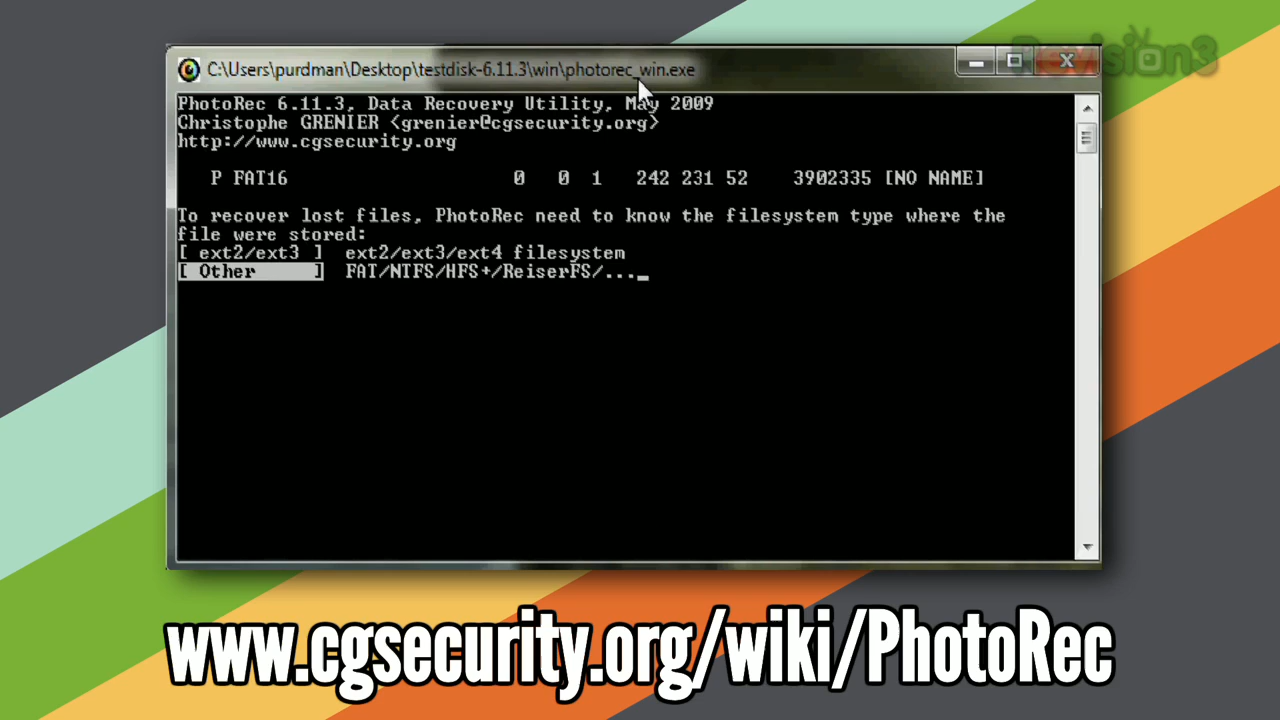 Revision3
C:\Users\purdman\Desktop\testdisk-6.11.3\win\photorec_win.exe
PhotoRec 6.11.3, Data Recovery Utility, May 2009
Christophe GRENIER <grenier@cgsecurity.org>
http://www.cgsecurity.org
P FAT16 0 0 1 242 231 52 3902335 [NO NAME]
To recover lost files, PhotoRec need to know the filesystem type where the
file were stored:
[ ext2/ext3 ] ext2/ext3/ext4 filesystem
[ Other ] FAT/NTFS/HFS+/ReiserFS/..._
www.cgsecurity.org/wiki/PhotoRec